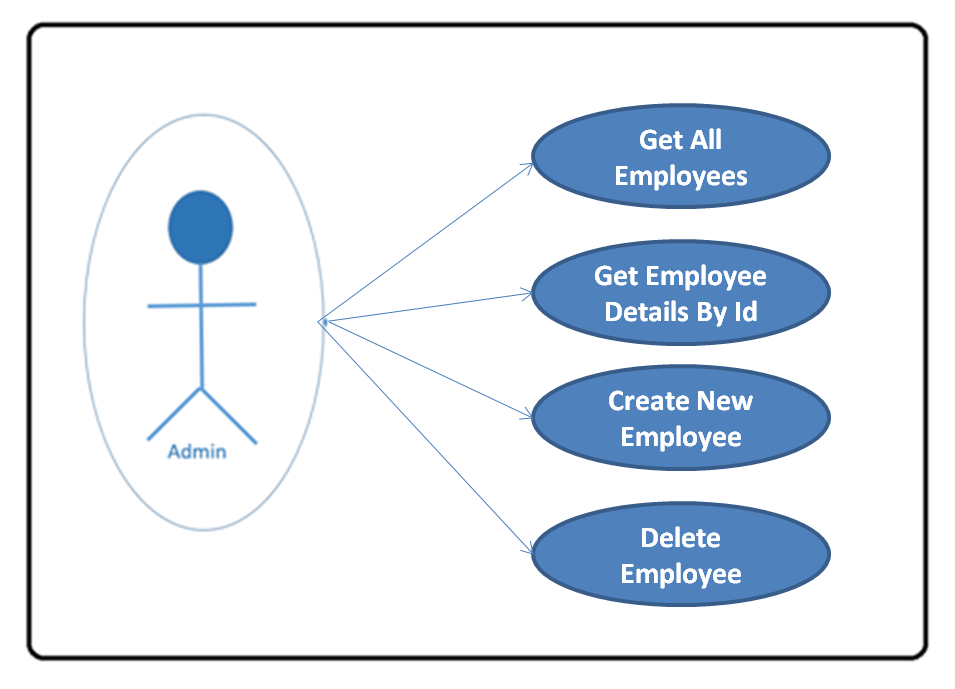 Get All
Employees
Get Employee
Details By Id
Create New
Employee
Admin
Delete
Employee